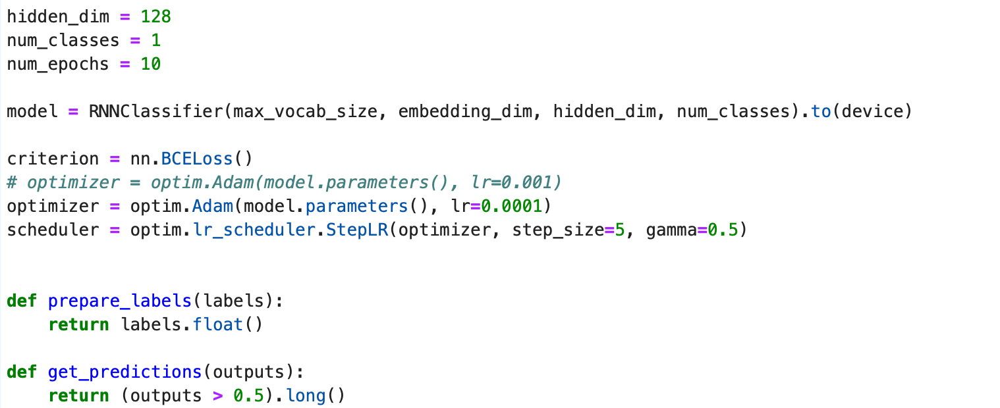 hidden_dim = 128
num_classes = 1
num_epochs = 10
model = RNNClassifier(max_vocab_size, embedding_dim, hidden_dim, num_classes).to(device)
criterion = nn.BCELoss()
# optimizer = optim.Adam(model.parameters(), lr=0.001)
optimizer = optim.Adam(model.parameters(), lr=0.0001)
scheduler = optim.lr_scheduler.StepLR(optimizer, step_size=5, gamma=0.5)
def prepare_labels(labels):
    return labels.float()
def get_predictions(outputs):
    return (outputs > 0.5).long()